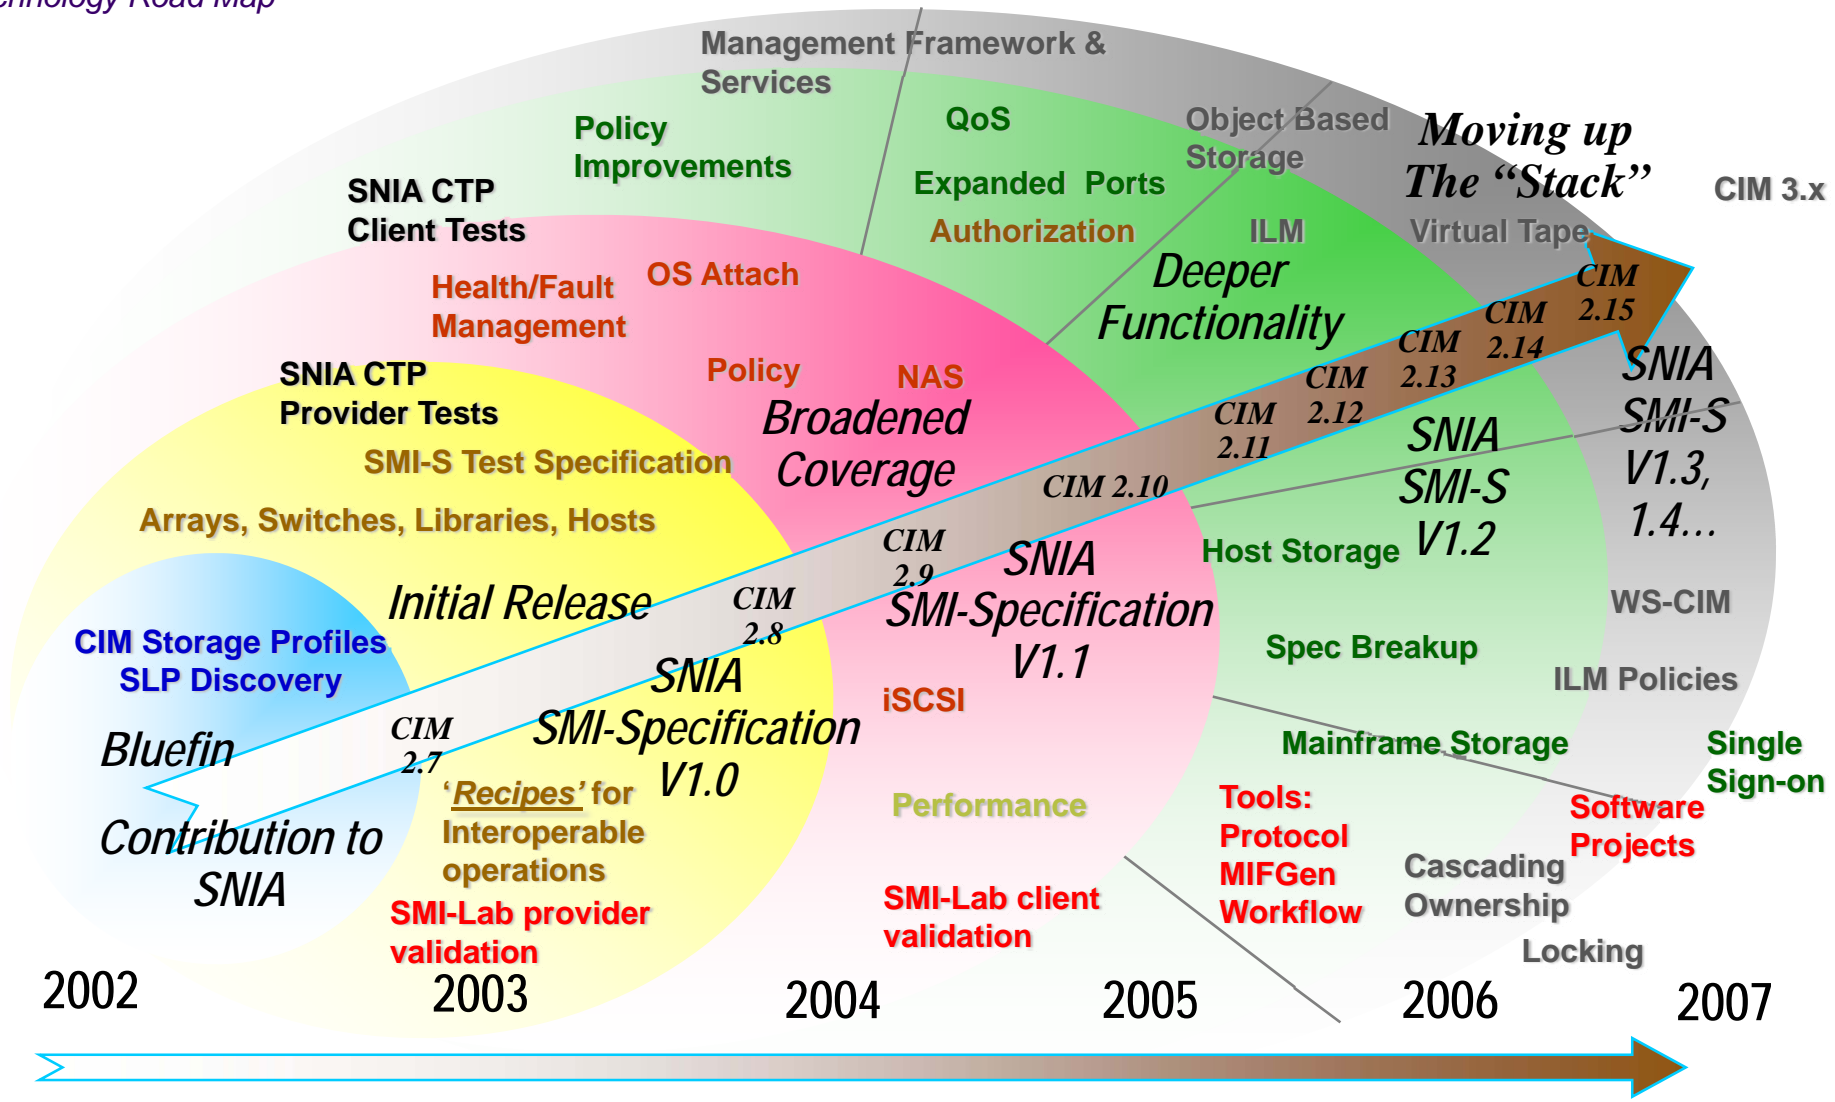 Technology Road Map
Management Framework &
Services
Policy
Improvements
QoS
Object Based
Storage
Moving up
The “Stack”
CIM 3.x
SNIA CTP
Client Tests
Expanded Ports
Authorization
ILM
Virtual Tape
Health/Fault
Management
OS Attach
Deeper
Functionality
CIM
2.15
CIM
2.14
CIM
2.13
CIM
2.12
CIM
2.11
CIM 2.10
CIM
2.9
CIM
2.8
CIM
2.7
SNIA CTP
Provider Tests
Policy
NAS
Broadened
Coverage
SNIA
SMI-S
V1.3,
1.4…
SNIA
SMI-S
V1.2
SMI-S Test Specification
Arrays, Switches, Libraries, Hosts
Initial Release
SNIA
SMI-Specification
V1.1
Host Storage
WS-CIM
CIM Storage Profiles
SLP Discovery
SNIA
SMI-Specification
V1.0
iSCSI
Spec Breakup
ILM Policies
Bluefin
Contribution to
SNIA
Mainframe Storage
Single
Sign-on
‘Recipes’ for
Interoperable
operations
Performance
Tools:
Protocol
MIFGen
Workflow
Software
Projects
Cascading
Ownership
Locking
SMI-Lab provider
validation
SMI-Lab client
validation
2002
2003
2004
2005
2006
2007